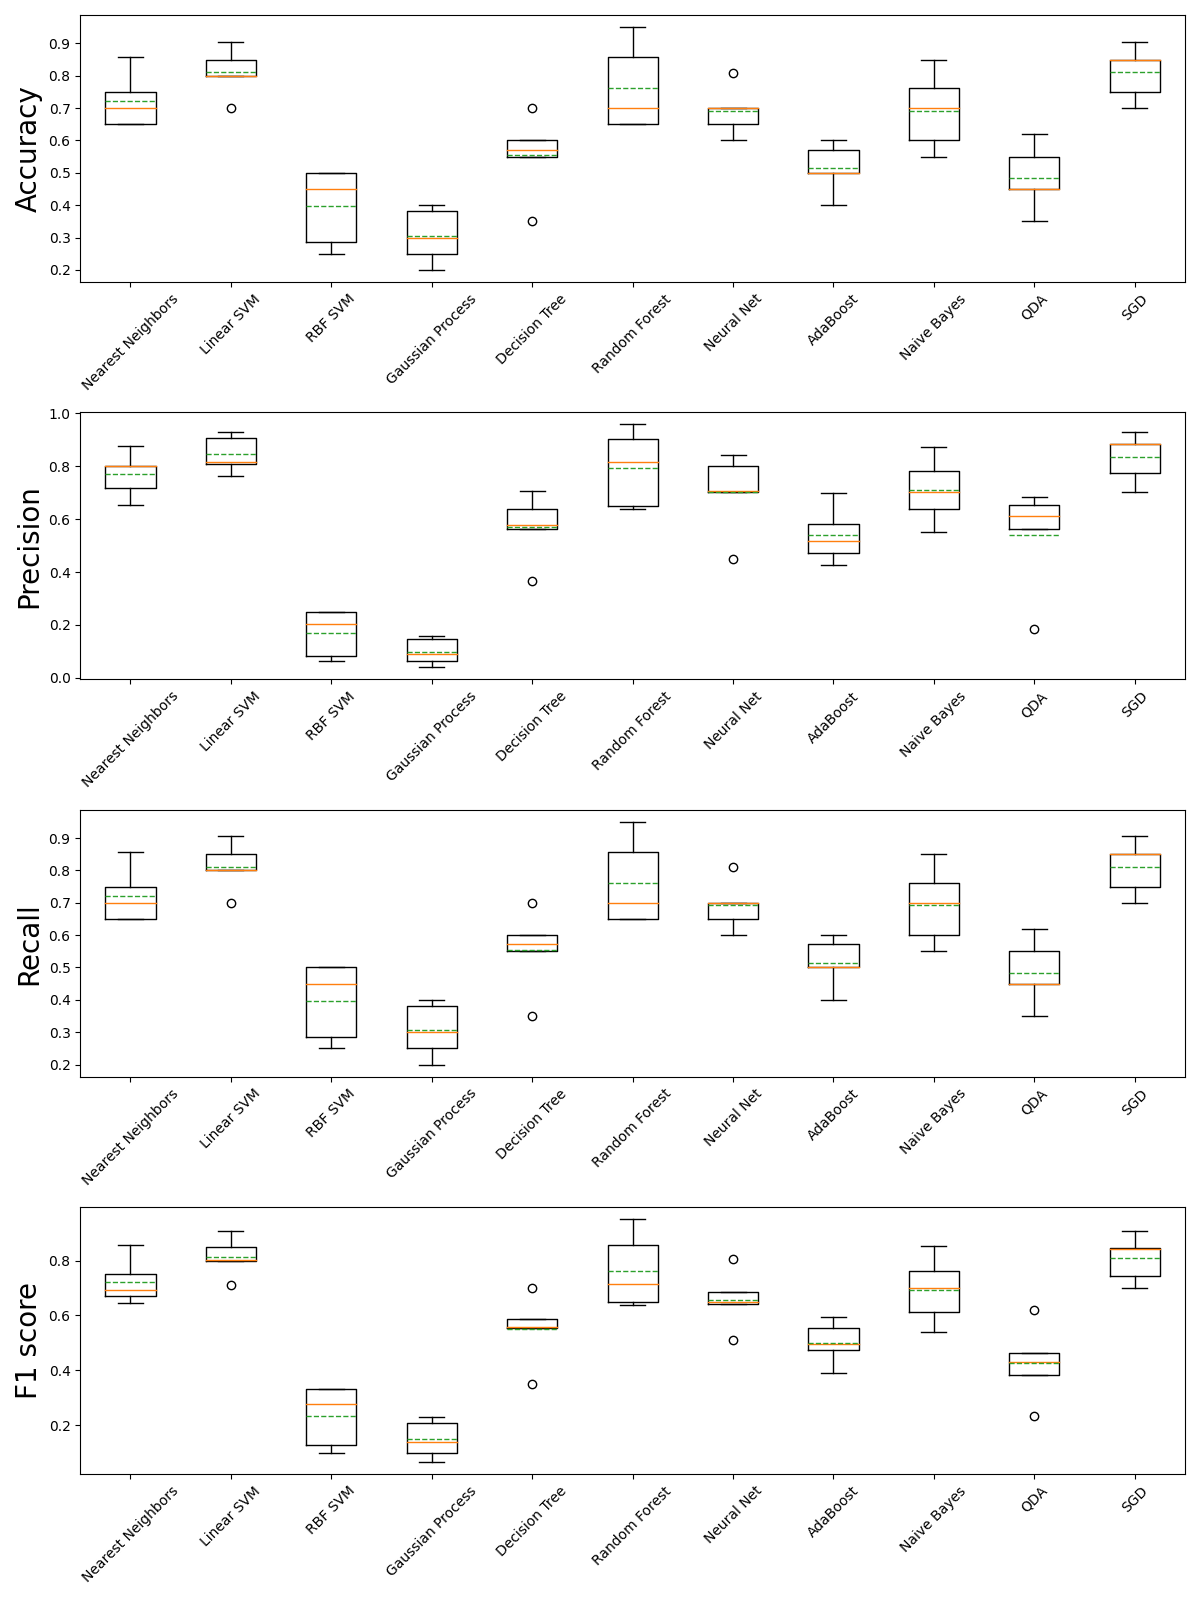 Accuracy
0.9
0.8
0.7
0.6
0.5
0.4
0.3
0.2
Nearest Neighbors
Linear SVM
RBF SVM
Gaussian Process
Decision Tree
Random Forest
Neural Net
AdaBoost
Naive Bayes
QDA
SGD
Precision
1.0
0.8
0.6
0.4
0.2
0.0
Nearest Neighbors
Linear SVM
RBF SVM
Gaussian Process
Decision Tree
Random Forest
Neural Net
AdaBoost
Naive Bayes
QDA
SGD
Recall
0.9
0.8
0.7
0.6
0.5
0.4
0.3
0.2
Nearest Neighbors
Linear SVM
RBF SVM
Gaussian Process
Decision Tree
Random Forest
Neural Net
AdaBoost
Naive Bayes
QDA
SGD
F1 score
0.8
0.6
0.4
0.2
Nearest Neighbors
Linear SVM
RBF SVM
Gaussian Process
Decision Tree
Random Forest
Neural Net
AdaBoost
Naive Bayes
QDA
SGD